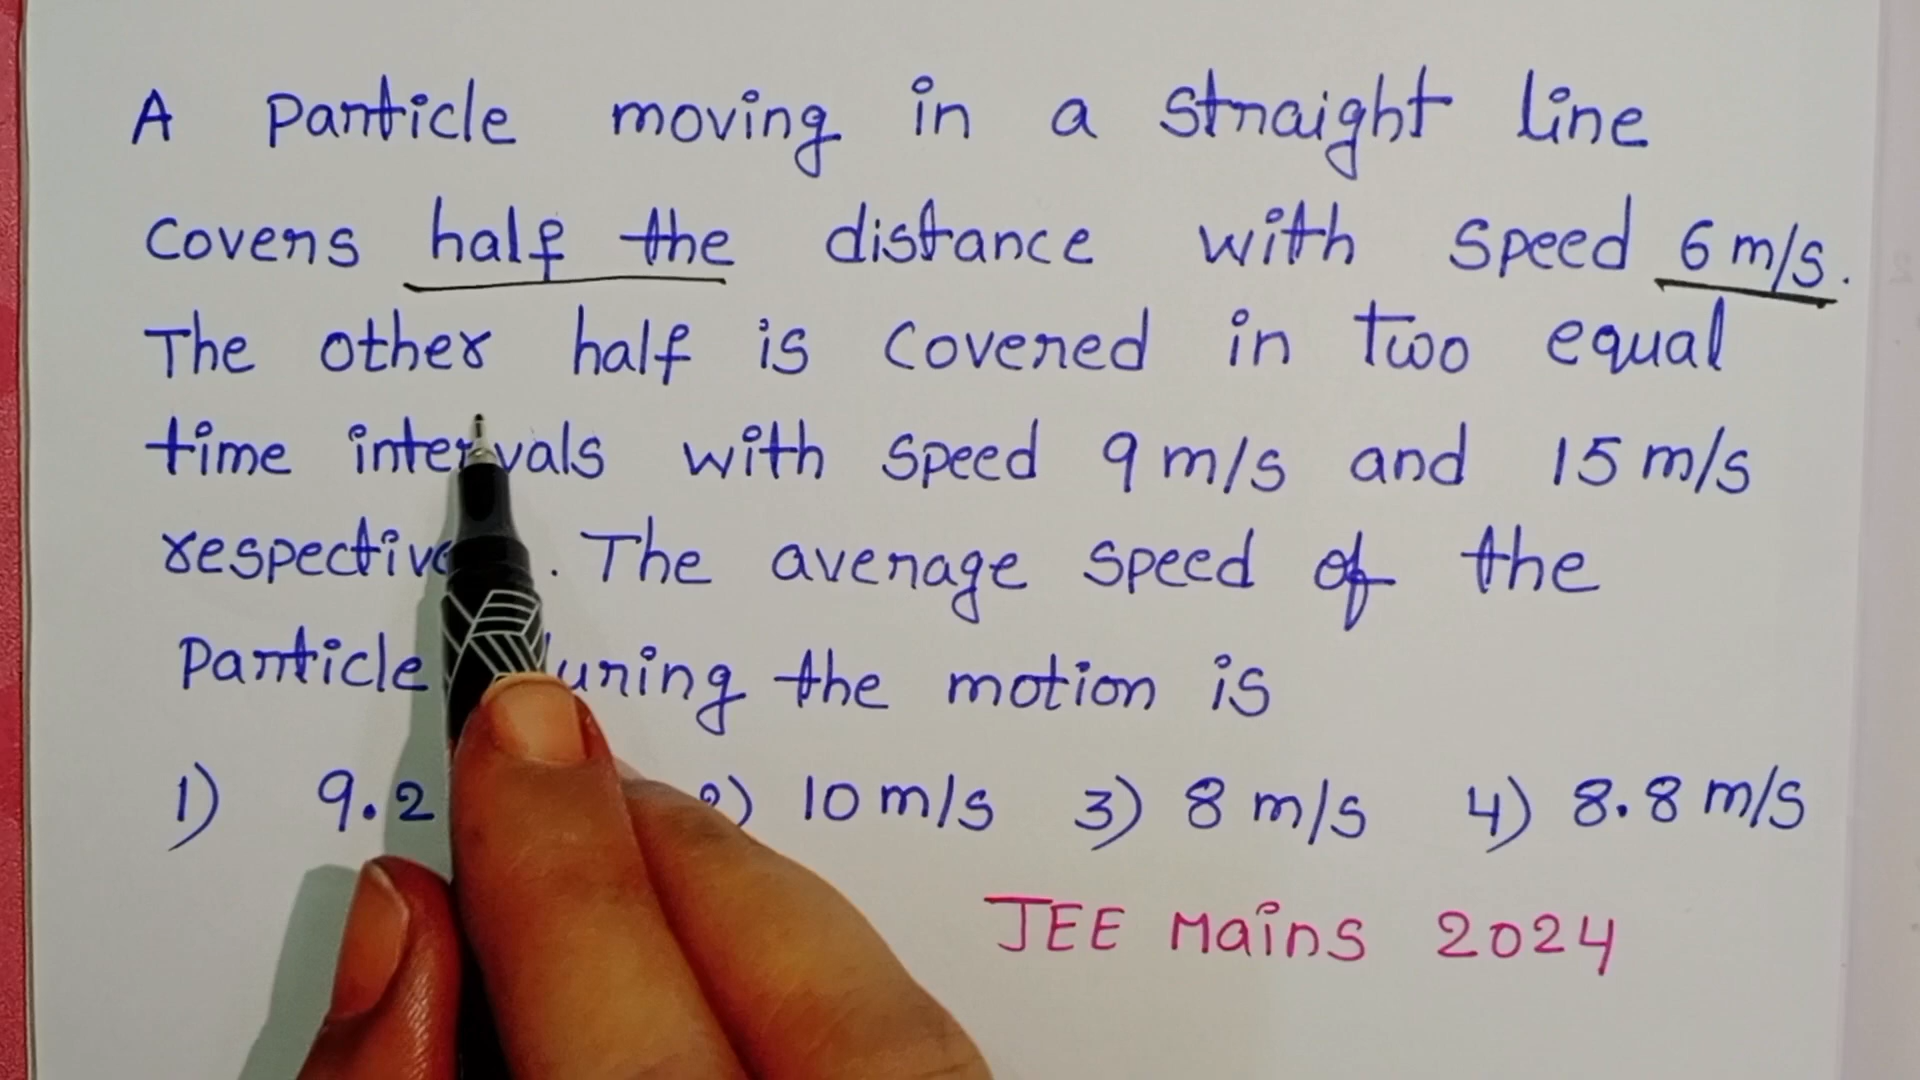 A particle moving in a straight line
covers half the distance with speed 6 m/s.
The other half is covered in two equal
time intervals with speed 9 m/s and 15 m/s
. The average speed of the
Particle the motion is
1) 9.2 2) 10 m/s 3) 8 m/s 4) 8.8 m/s
JEE Mains 2024